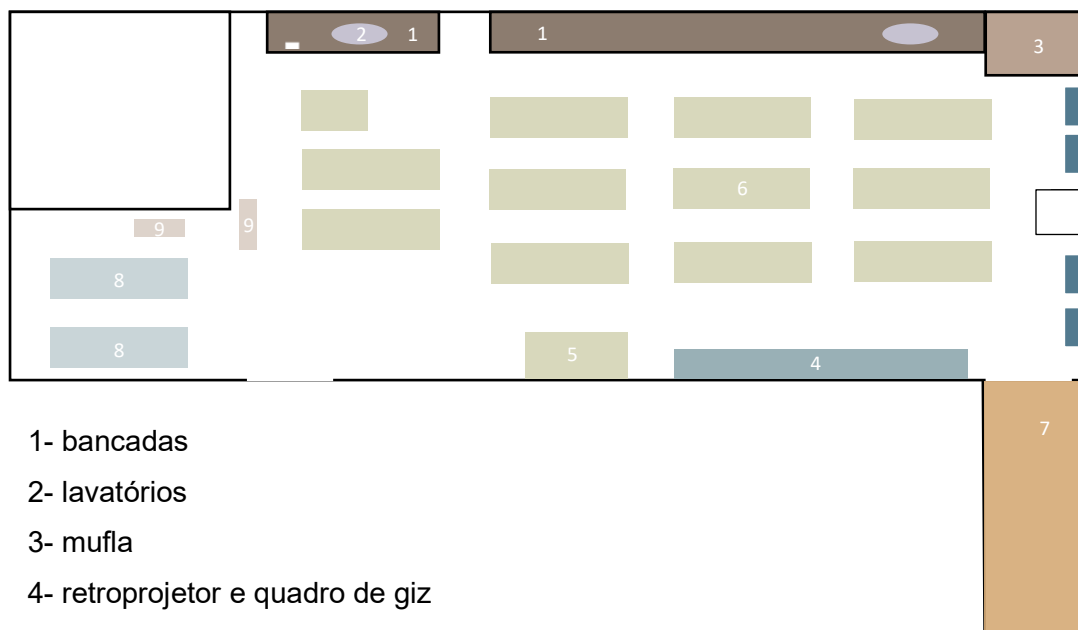 2 1 1
3
6
9 9
8
8
5 4
7
1- bancadas
2- lavatórios
3- mufla
4- retroprojetor e quadro de giz